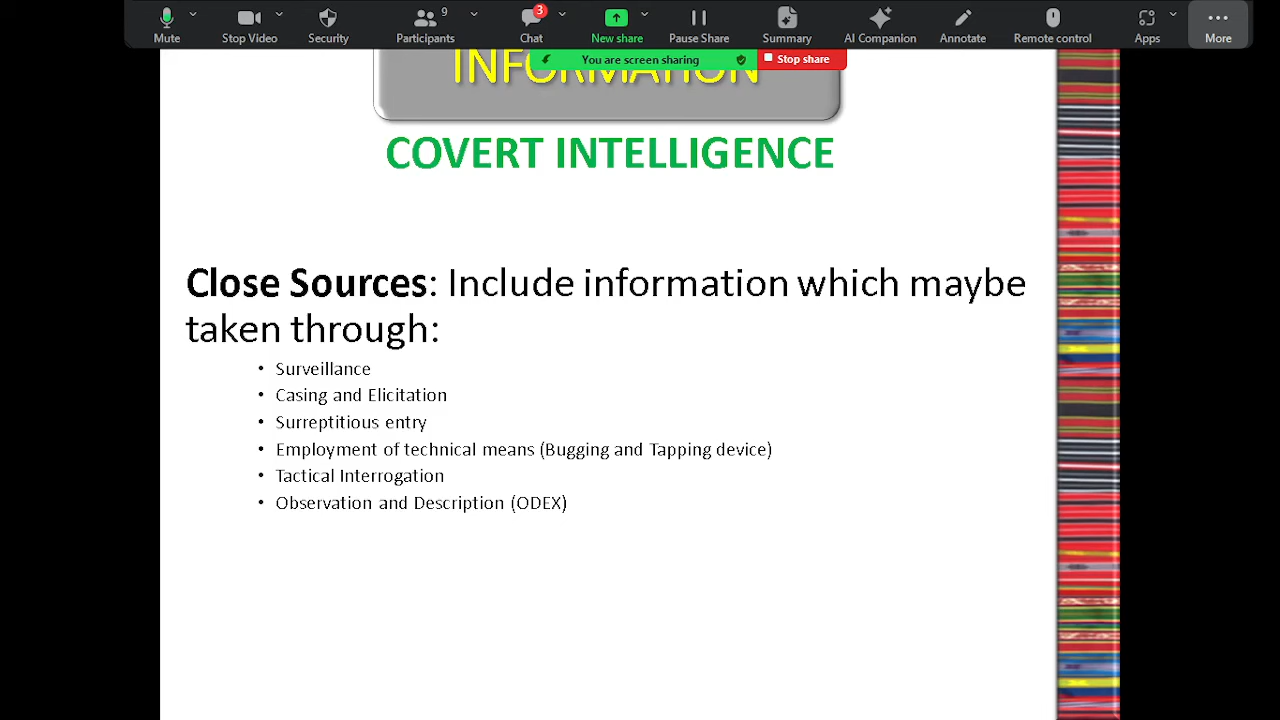 9
3
Mute
Stop Video
Security
Participants
Chat
New share
Pause Share
Summary
AI Companion
Annotate
Remote control
Apps
More
You are screen sharing
Stop share
INFORMATION
COVERT INTELLIGENCE
Close Sources: Include information which maybe
taken through:
• Surveillance
• Casing and Elicitation
• Surreptitious entry
• Employment of technical means (Bugging and Tapping device)
• Tactical Interrogation
• Observation and Description (ODEX)